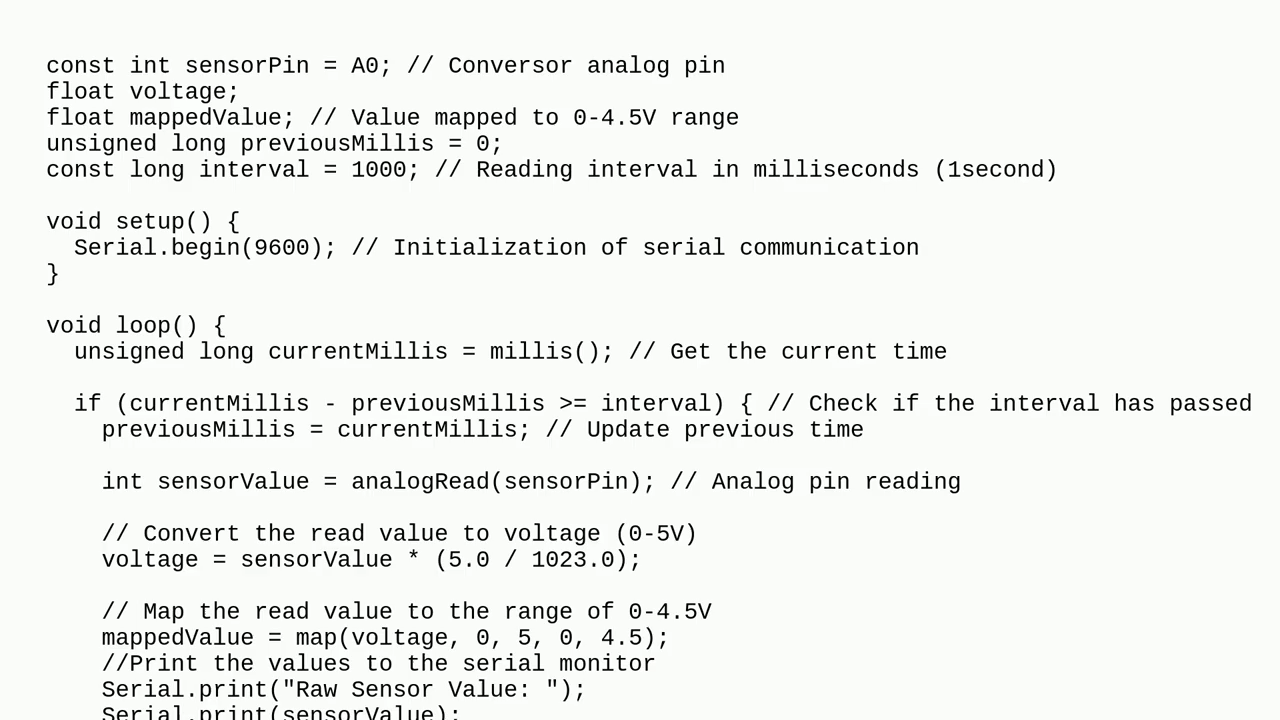 const int sensorPin = A0; // Conversor analog pin
float voltage;
float mappedValue; // Value mapped to 0-4.5V range
unsigned long previousMillis = 0;
const long interval = 1000; // Reading interval in milliseconds (1second)
void setup() {
Serial.begin(9600); // Initialization of serial communication
}
void loop() {
unsigned long currentMillis = millis(); // Get the current time
if (currentMillis - previousMillis >= interval) { // Check if the interval has passed
previousMillis = currentMillis; // Update previous time
int sensorValue = analogRead(sensorPin); // Analog pin reading
// Convert the read value to voltage (0-5V)
voltage = sensorValue * (5.0 / 1023.0);
// Map the read value to the range of 0-4.5V
mappedValue = map(voltage, 0, 5, 0, 4.5);
//Print the values to the serial monitor
Serial.print("Raw Sensor Value: ");
Serial.print(sensorValue);